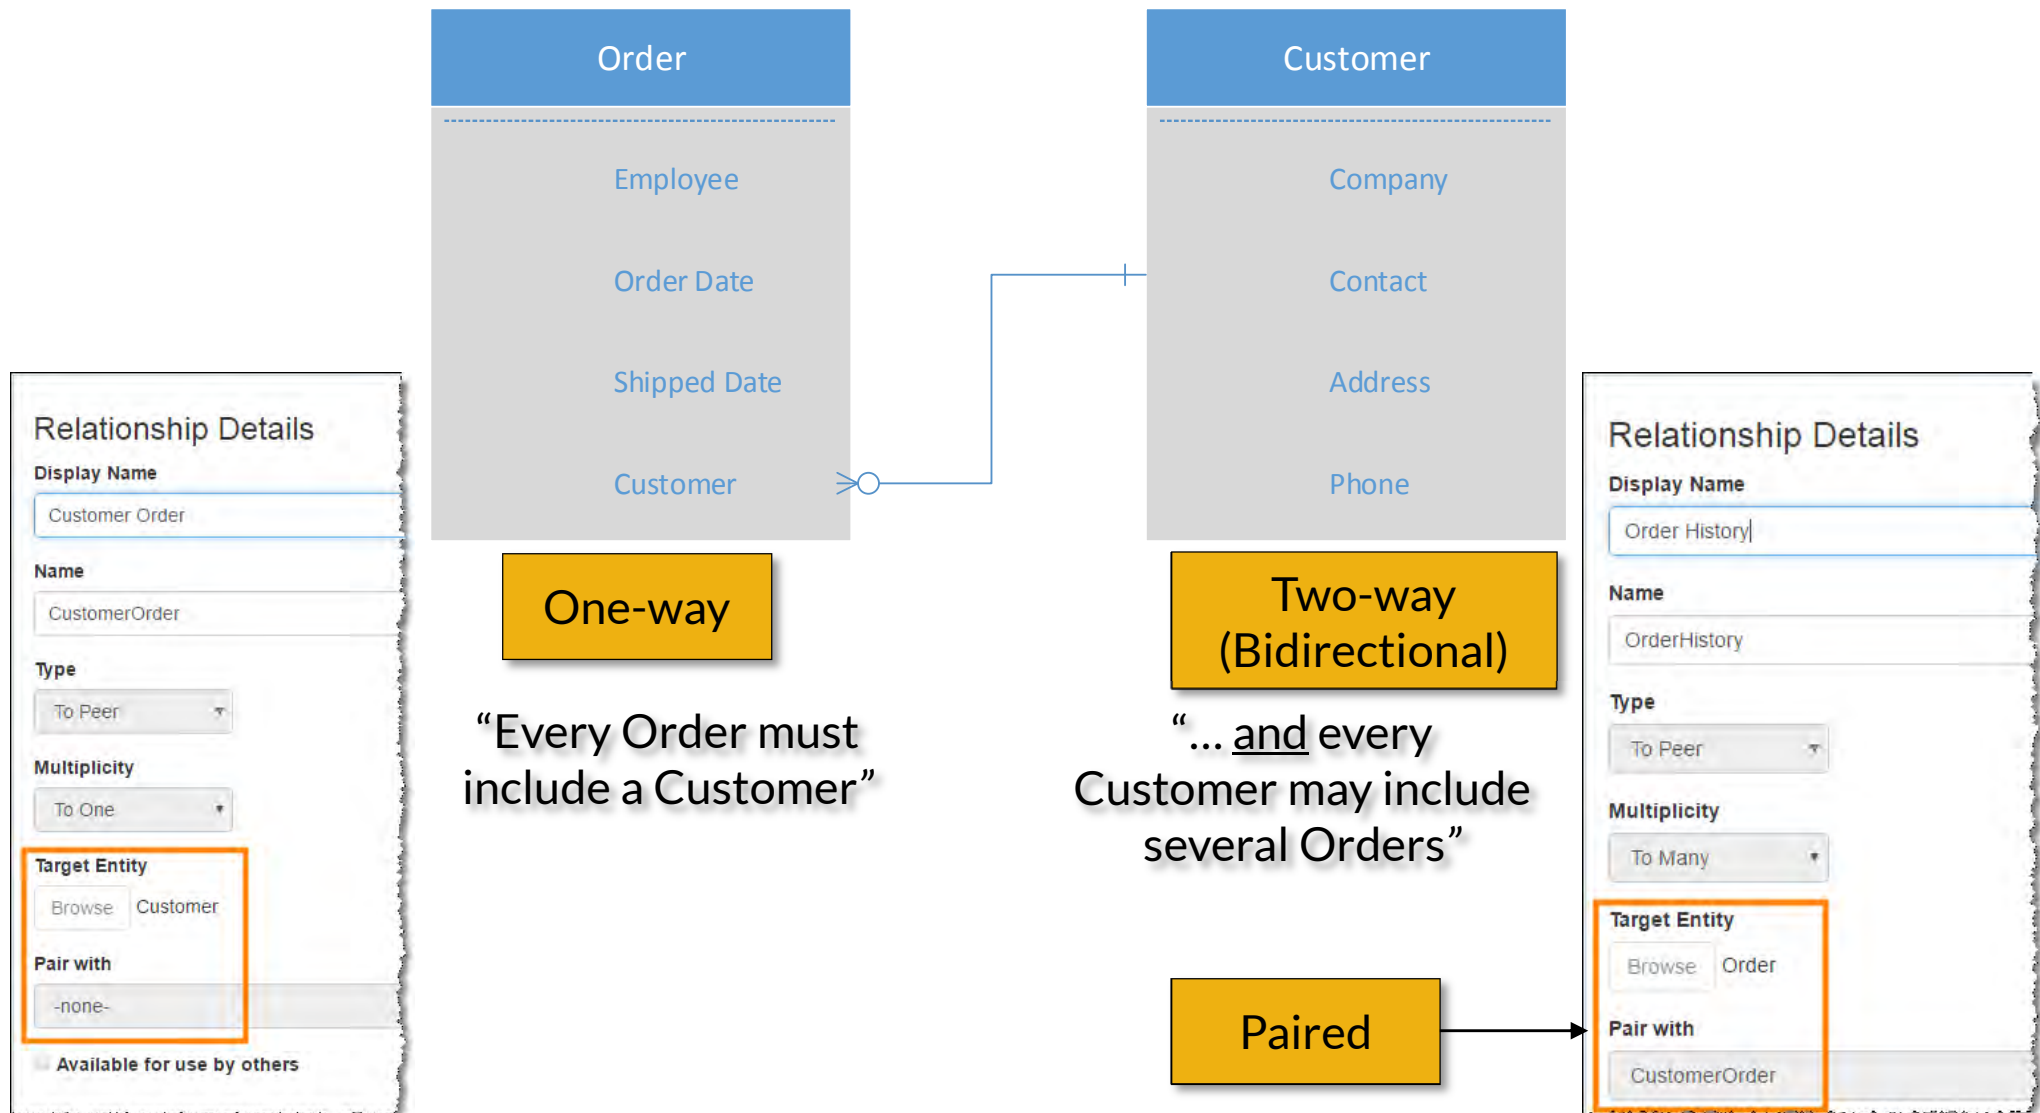 Order
Employee
Order Date
Shipped Date
Customer
Customer
Company
Contact
Address
Phone
Relationship Details
Display Name
Customer Order
Name
CustomerOrder
Type
To Peer
Multiplicity
To One
Target Entity
Browse Customer
Pair with
-none-
Available for use by others
One-way
“Every Order must
include a Customer”
Two-way
(Bidirectional)
“... and every
Customer may include
several Orders”
Paired
Relationship Details
Display Name
Order History
Name
OrderHistory
Type
To Peer
Multiplicity
To Many
Target Entity
Browse Order
Pair with
CustomerOrder